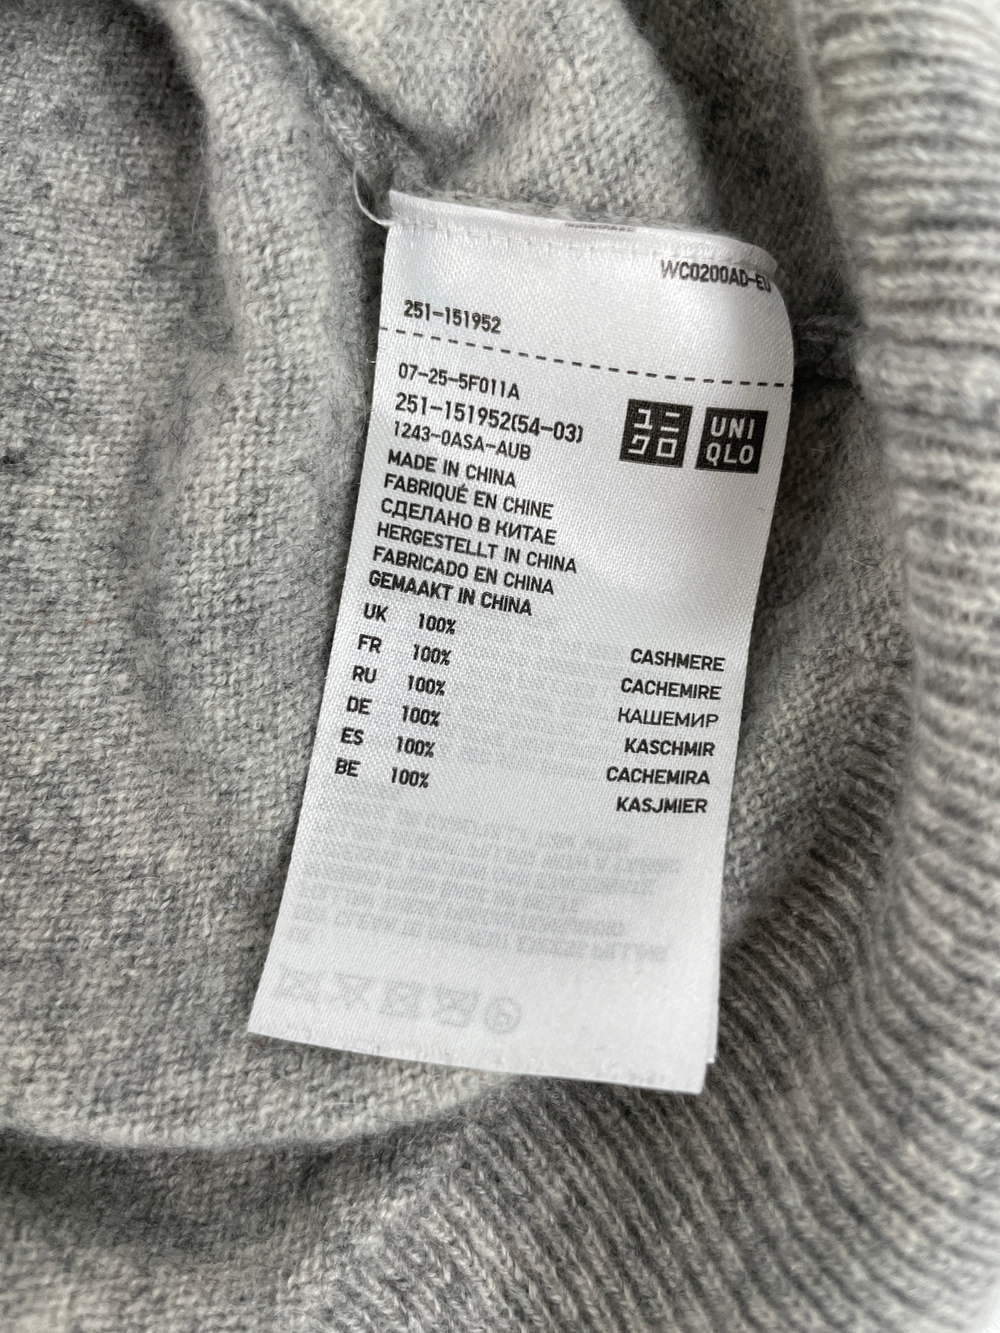 WC0200AD-EU
251-151952
07-25-5F011A
251-151952(54-03)
1243-0ASA-AUB
ユニ
クロ
UNI
QLO
MADE IN CHINA
FABRIQUÉ EN CHINE
СДЕЛАНО В КИТАЕ
HERGESTELLT IN CHINA
FABRICADO EN CHINA
GEMAAKT IN CHINA
UK 100% CASHMERE
FR 100% CACHEMIRE
RU 100% КАШЕМИР
DE 100% KASCHMIR
ES 100% CACHEMIRA
BE 100% KASJMIER